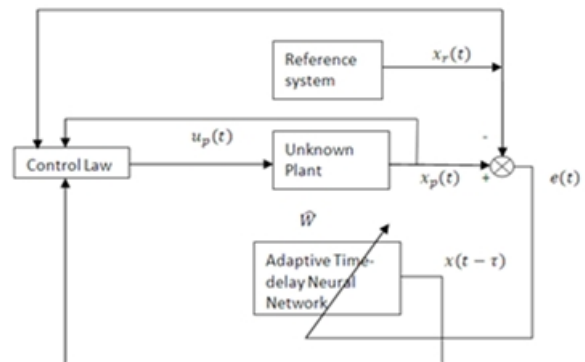 Reference
system
x_r(t)
-
u_p(t)
Control Law
Unknown
Plant
x_p(t)
+
e(t)
Ŵ
Adaptive Time-
delay Neural
Network
x(t − τ)